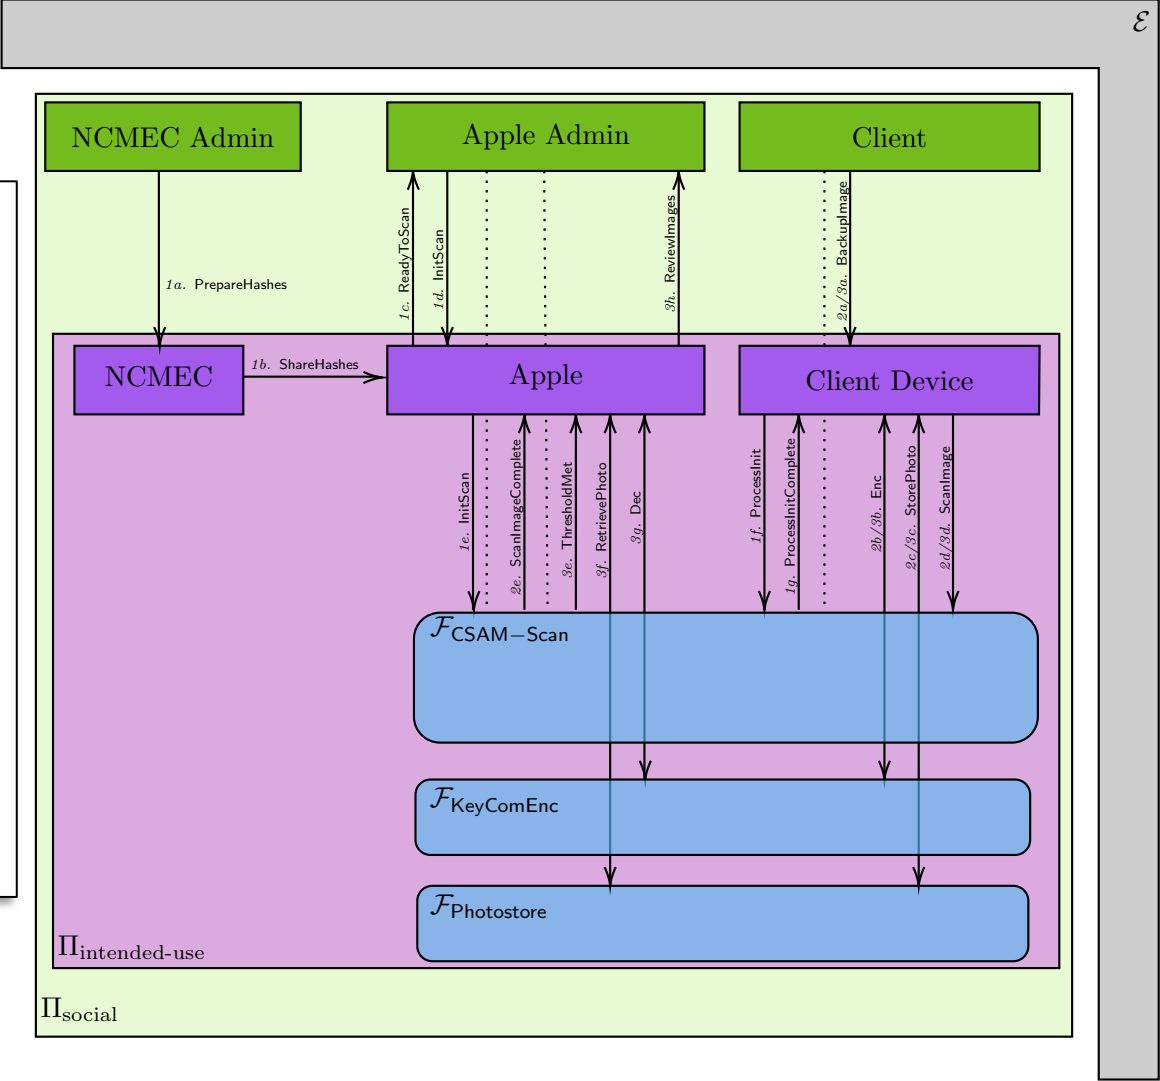 ℰ
NCMEC Admin
Apple Admin
Client
1a. PrepareHashes
1c. ReadyToScan
1d. InitScan
3h. ReviewImages
2a/3a. BackupImage
NCMEC
1b. ShareHashes
Apple
Client Device
1e. InitScan
2e. ScanImageComplete
3e. ThresholdMet
3f. RetrievePhoto
3g. Dec
1f. ProcessInit
1g. ProcessInitComplete
2b/3b. Enc
2c/3c. StorePhoto
2d/3d. ScanImage
ℱCSAM−Scan
ℱKeyComEnc
ℱPhotostore
Πintended-use
Πsocial